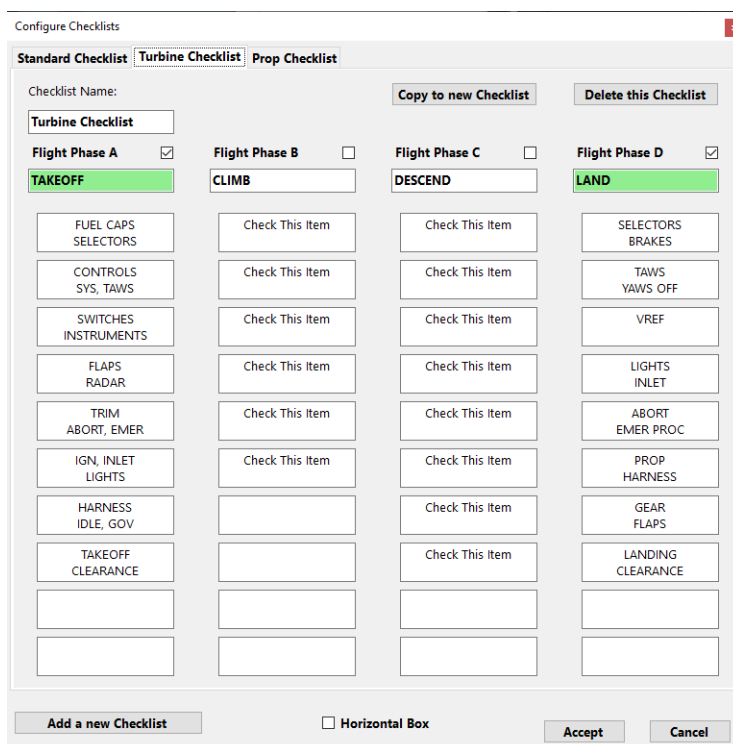 Configure Checklists
Standard Checklist Turbine Checklist Prop Checklist
Checklist Name:
Copy to new Checklist Delete this Checklist
Turbine Checklist
Flight Phase A Flight Phase B Flight Phase C Flight Phase D
TAKEOFF CLIMB DESCEND LAND
FUEL CAPS Check This Item Check This Item SELECTORS
SELECTORS BRAKES
CONTROLS Check This Item Check This Item TAWS
SYS, TAWS YAWS OFF
SWITCHES Check This Item Check This Item VREF
INSTRUMENTS
FLAPS Check This Item Check This Item LIGHTS
RADAR INLET
TRIM Check This Item Check This Item ABORT
ABORT, EMER EMER PROC
IGN, INLET Check This Item Check This Item PROP
LIGHTS HARNESS
HARNESS Check This Item GEAR
IDLE, GOV FLAPS
TAKEOFF Check This Item LANDING
CLEARANCE CLEARANCE
Add a new Checklist Horizontal Box Accept Cancel